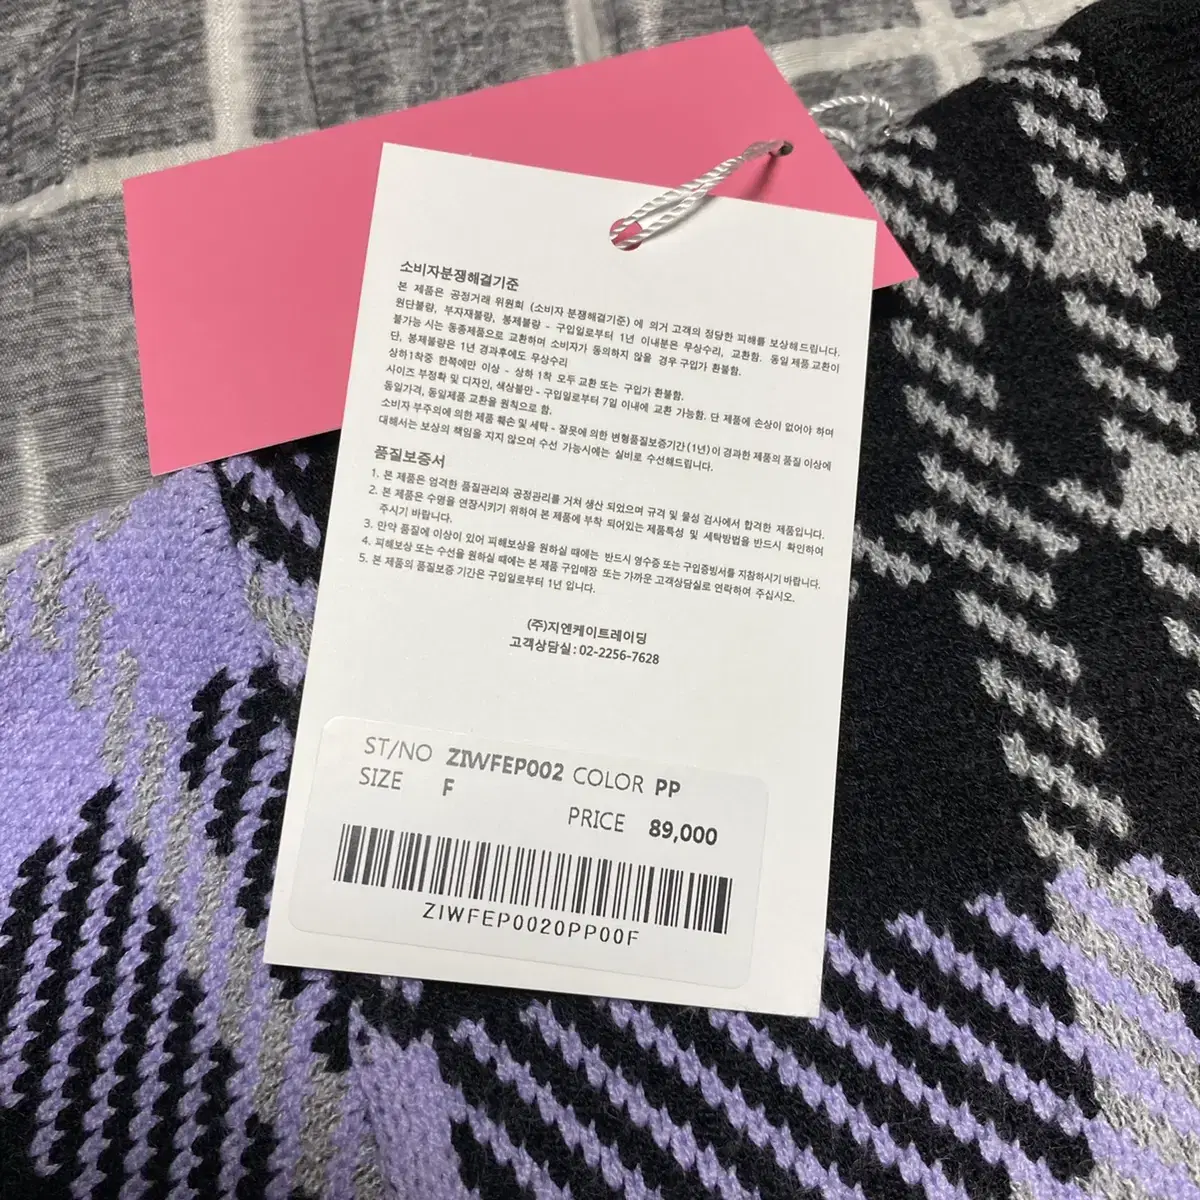 소비자분쟁해결기준
본 제품은 공정거래 위원회 (소비자 분쟁해결기준) 에 의거 고객의 정당한 피해를 보상해드립니다.
원단불량, 부자재불량, 봉제불량 - 구입일로부터 1년 이내분은 무상수리, 교환함. 동일 제품 교환이
불가능 시는 동종제품으로 교환하며 소비자가 동의하지 않을 경우 구입가 환불함.
단, 봉제불량은 1년 경과후에도 무상수리
상하1착중 한쪽에만 이상 - 상하 1착 모두 교환 또는 구입가 환불함.
사이즈 부정확 및 디자인, 색상불만 - 구입일로부터 7일 이내에 교환 가능함. 단 제품에 손상이 없어야 하며
동일가격, 동일제품 교환을 원칙으로 함.
소비자 부주의에 의한 제품 훼손 및 세탁 - 잘못에 의한 변형품질보증기간 (1년) 이 경과한 제품의 품질 이상에
대해서는 보상의 책임을 지지 않으며 수선 가능시에는 실비로 수선해드립니다.
품질보증서
1. 본 제품은 엄격한 품질관리와 공정관리를 거쳐 생산 되었으며 규격 및 물성 검사에서 합격한 제품입니다.
2. 본 제품은 수명을 연장시키기 위하여 본 제품에 부착 되어있는 제품특성 및 세탁방법을 반드시 확인하여
주시기 바랍니다.
3. 만약 품질에 이상이 있어 피해보상을 원하실 때에는 반드시 영수증 또는 구입증빙서를 지참하시기 바랍니다.
4. 피해보상 또는 수선을 원하실 때에는 본 제품 구입매장 또는 가까운 고객상담실로 연락하여 주십시오.
5. 본 제품의 품질보증 기간은 구입일로부터 1년 입니다.
(주)지엔케이트레이딩
고객상담실 : 02-2256-7628
ST/NO ZIWFEP002 COLOR PP
SIZE F
PRICE 89,000
ZIWFEP0020PP00F